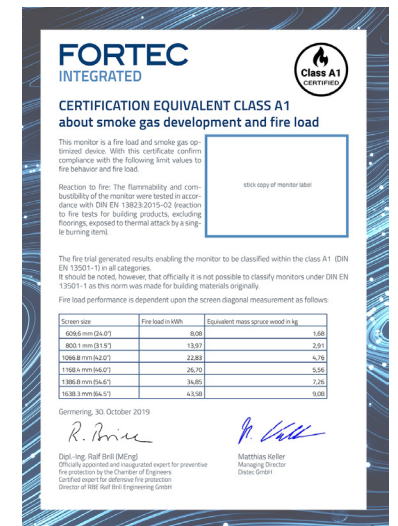 FORTEC
INTEGRATED
Class A1
CERTIFIED
CERTIFICATION EQUIVALENT CLASS A1
about smoke gas development and fire load
This monitor is a fire load and smoke gas op-
timized device. With this certificate confirm
compliance with the following limit values to
fire behavior and fire load.
Reaction to fire: The flammability and com-
bustibility of the monitor were tested in accor-
dance with DIN EN 13823:2015-02 (reaction
to fire tests for building products, excluding
floorings, exposed to thermal attack by a sing-
le burning item).
stick copy of monitor label
The fire trial generated results enabling the monitor to be classified within the class A1 (DIN
EN 13501-1) in all categories.
It should be noted, however, that officially it is not possible to classify monitors under DIN EN
13501-1 as this norm was made for building materials originally.
Fire load performance is dependent upon the screen diagonal measurement as follows:
Screen size Fire load in kWh Equivalent mass spruce wood in kg
609,6 mm (24.0") 8,08 1,68
800.1 mm (31.5") 13,97 2,91
1066.8 mm (42.0") 22,83 4,76
1168.4 mm (46.0") 26,70 5,56
1386.8 mm (54.6") 34,85 7,26
1638.3 mm (64.5") 43,58 9,08
Germering, 30. October 2019
Dipl.-Ing. Ralf Brill (MEng)
Officially appointed and inaugurated expert for preventive
fire protection by the Chamber of Engineers
Certified expert for defensive fire protection
Director of RBE Ralf Brill Engineering GmbH
Matthias Keller
Managing Director
Distec GmbH